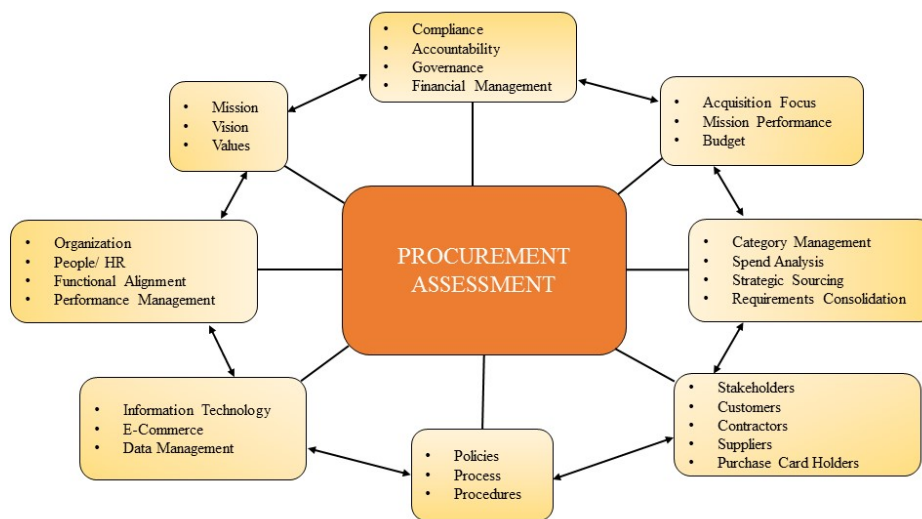 • Compliance
• Accountability
• Governance
• Financial Management
• Mission
• Vision
• Values
• Acquisition Focus
• Mission Performance
• Budget
PROCUREMENT
ASSESSMENT
• Organization
• People/ HR
• Functional Alignment
• Performance Management
• Category Management
• Spend Analysis
• Strategic Sourcing
• Requirements Consolidation
• Information Technology
• E-Commerce
• Data Management
• Policies
• Process
• Procedures
• Stakeholders
• Customers
• Contractors
• Suppliers
• Purchase Card Holders